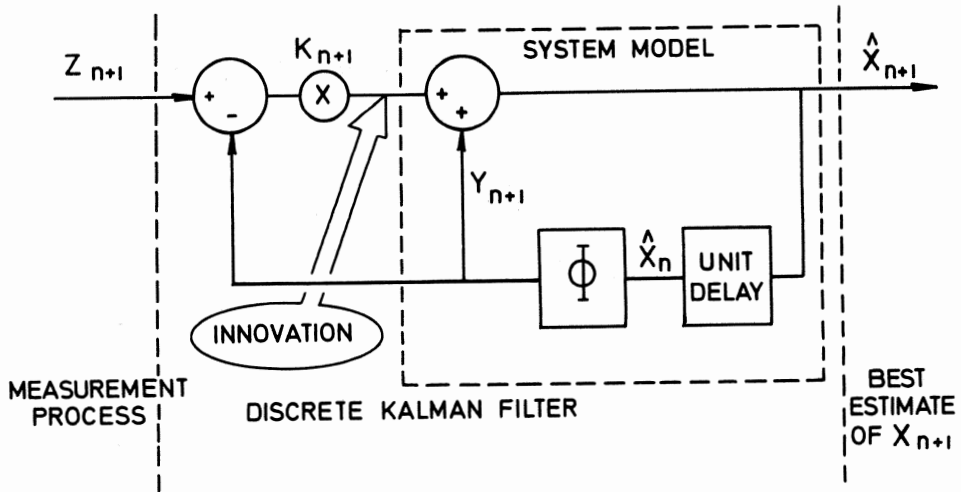 Z n+1
+
-
K n+1
X
SYSTEM MODEL
+
+
X̂ n+1
Y n+1
Φ
X̂ n
UNIT
DELAY
INNOVATION
MEASUREMENT
PROCESS
DISCRETE KALMAN FILTER
BEST
ESTIMATE
OF X n+1